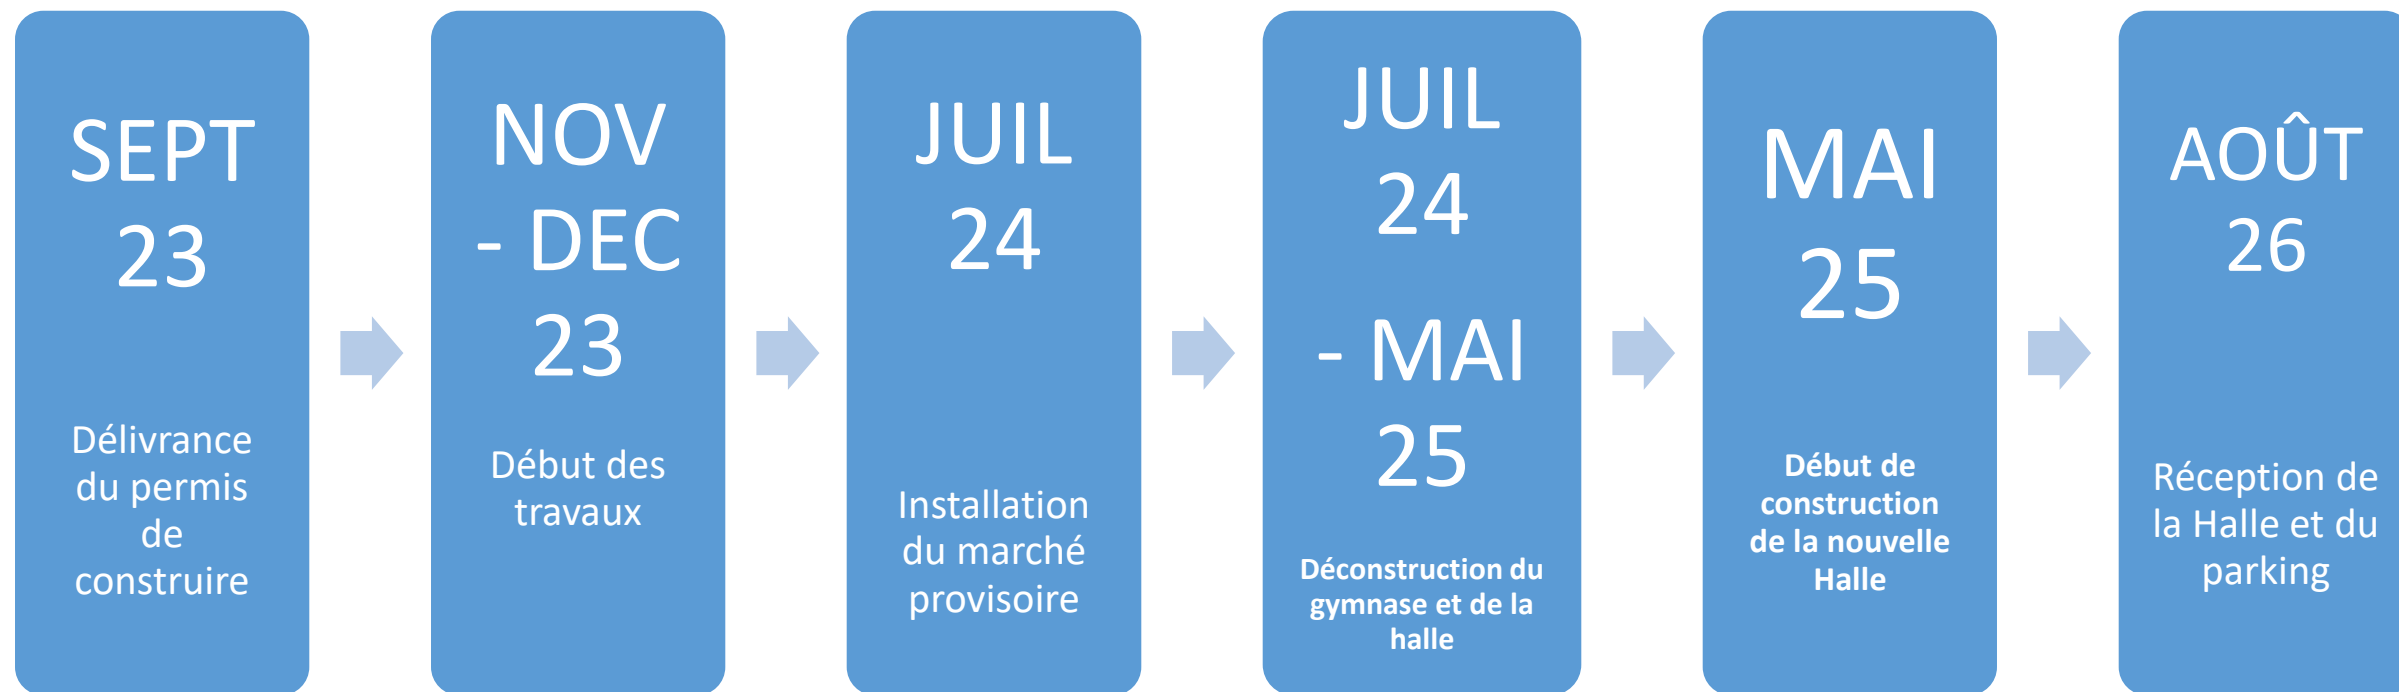 SEPT
23
Délivrance
du permis
de
construire
NOV
- DEC
23
Début des
travaux
JUIL
24
Installation
du marché
provisoire
JUIL
24
- MAI
25
Déconstruction du
gymnase et de la
halle
MAI
25
Début de
construction
de la nouvelle
Halle
AOÛT
26
Réception de
la Halle et du
parking